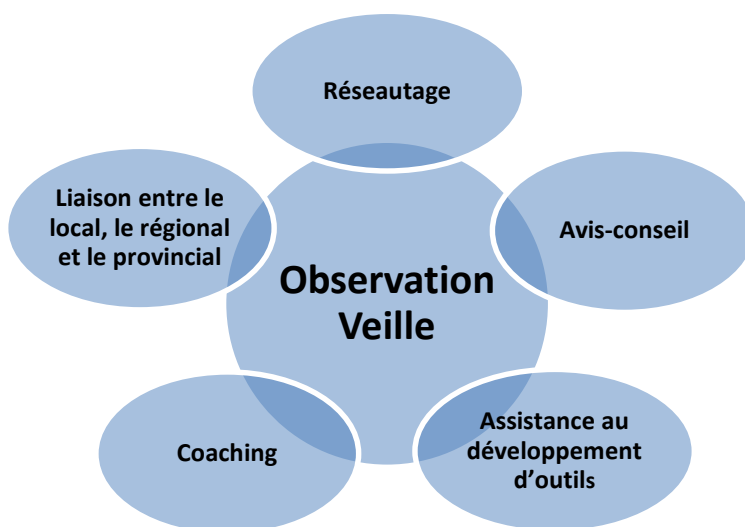 Réseautage
Liaison entre le
local, le régional
et le provincial
Avis-conseil
Observation
Veille
Coaching
Assistance au
développement
d’outils